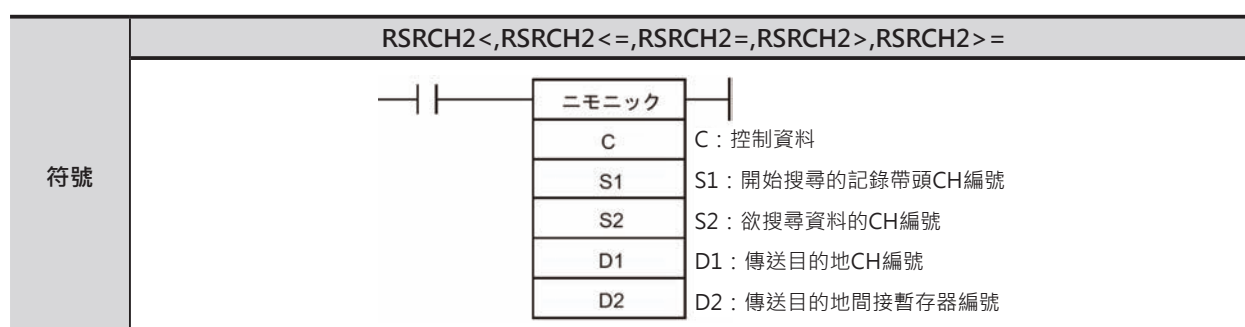 RSRCH2<,RSRCH2<=,RSRCH2=,RSRCH2>,RSRCH2>=
符號
ニモニック
C
C：控制資料
S1
S1：開始搜尋的記錄帶頭CH編號
S2
S2：欲搜尋資料的CH編號
D1
D1：傳送目的地CH編號
D2
D2：傳送目的地間接暫存器編號